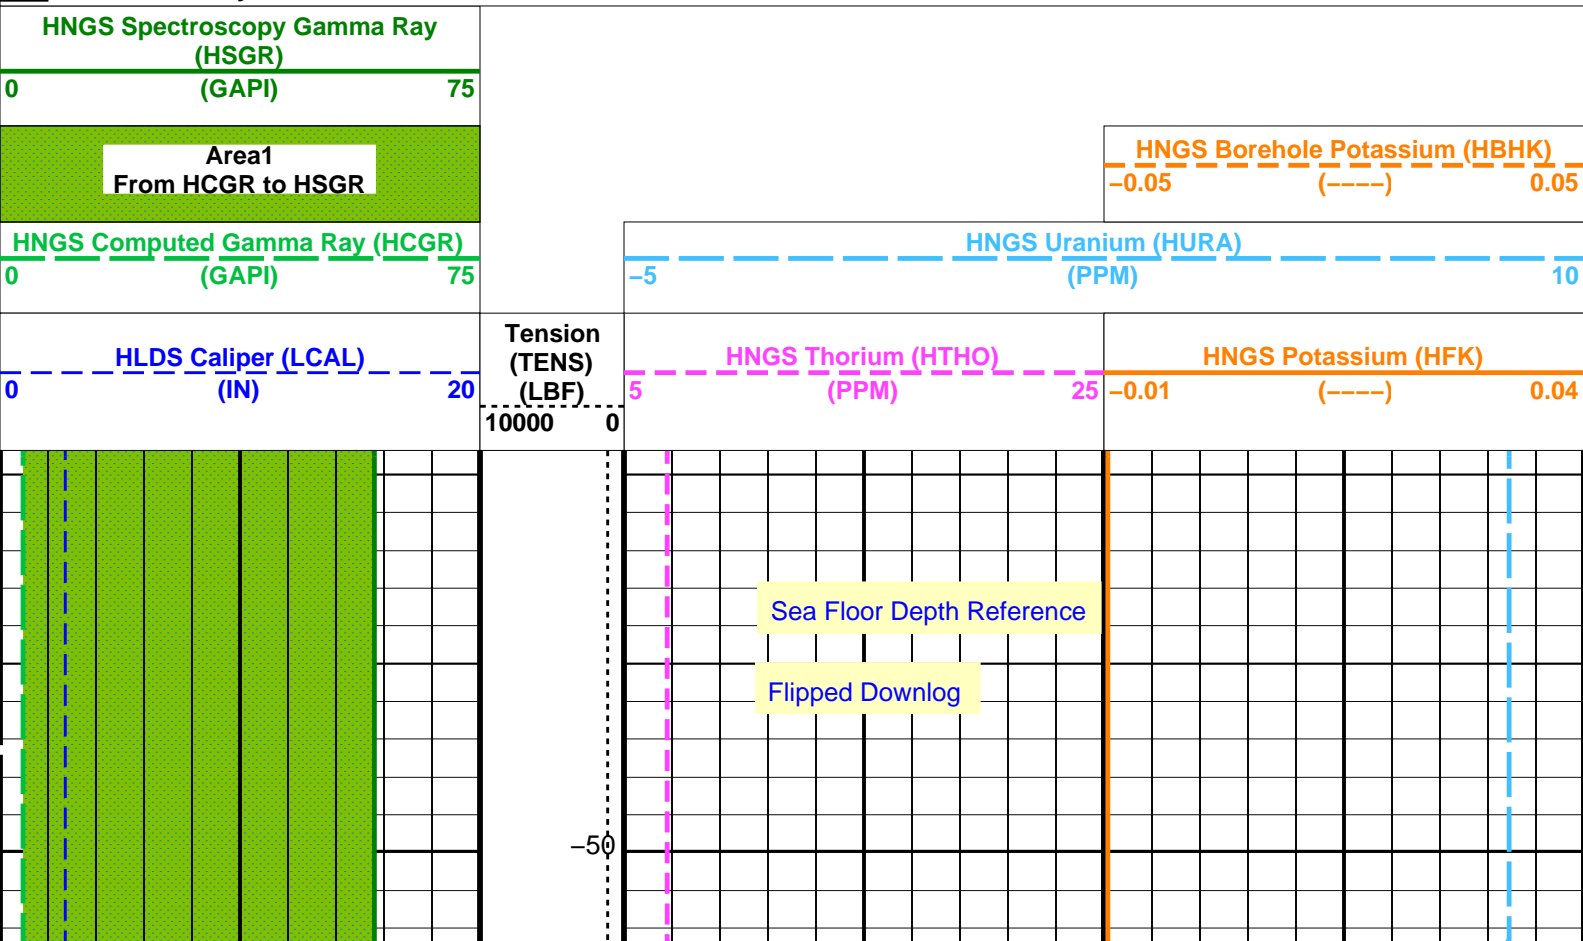 HNGS Spectroscopy Gamma Ray
(HSGR)
0 (GAPI) 75
Area1
From HCGR to HSGR
HNGS Borehole Potassium (HBHK)
−0.05 (−−−−) 0.05
HNGS Computed Gamma Ray (HCGR)
0 (GAPI) 75
HNGS Uranium (HURA)
−5 (PPM) 10
HLDS Caliper (LCAL)
0 (IN) 20
Tension
(TENS)
(LBF)
10000 0
HNGS Thorium (HTHO)
5 (PPM) 25
HNGS Potassium (HFK)
−0.01 (−−−−) 0.04
Sea Floor Depth Reference
Flipped Downlog
−50